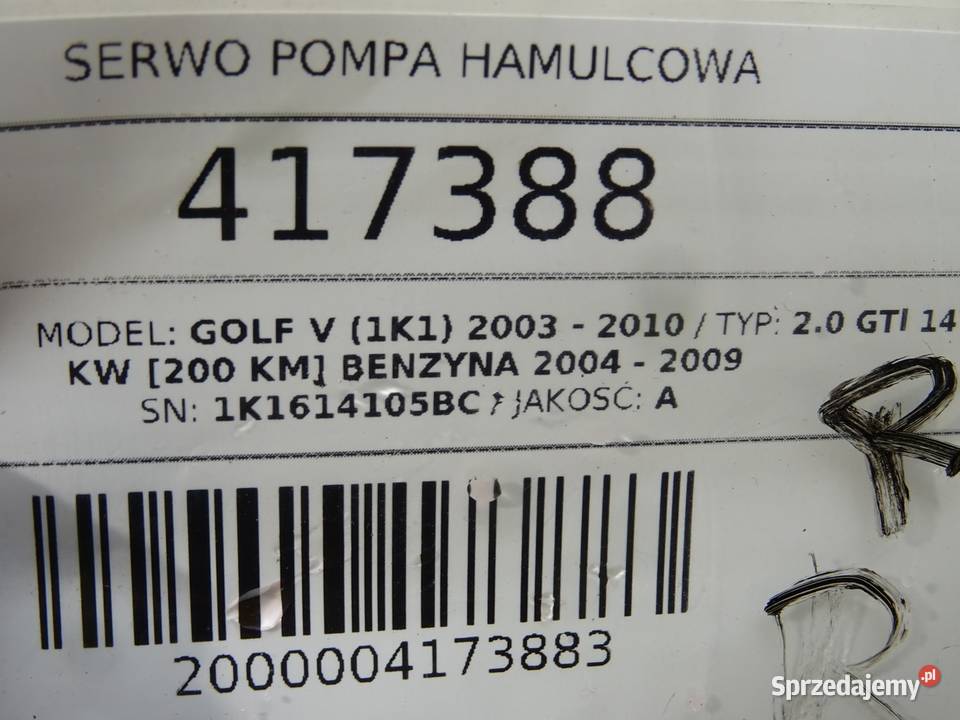 SERWO POMPA HAMULCOWA
417388
MODEL: GOLF V (1K1) 2003 - 2010 / TYP: 2.0 GTI 14
KW [200 KM] BENZYNA 2004 - 2009
SN: 1K1614105BC / JAKOŚĆ: A
R
R
2000004173883
Sprzedajemy.pl